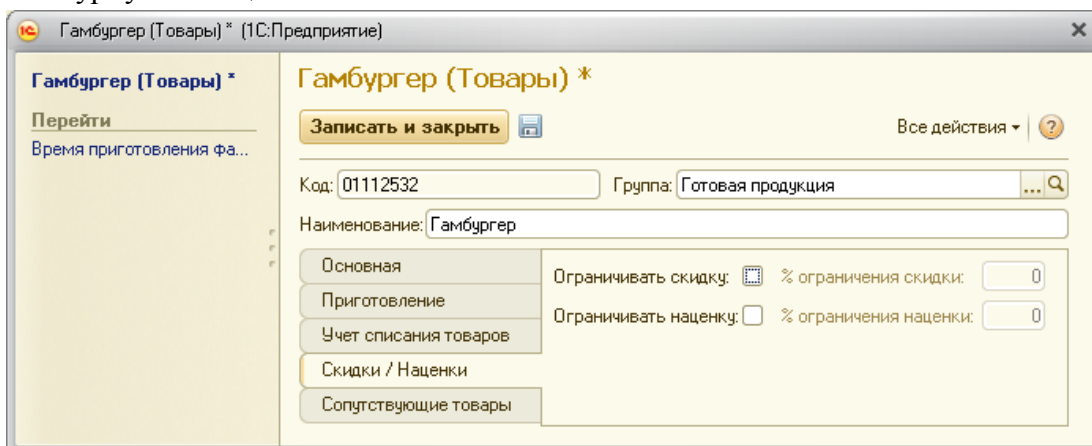 Гамбургер (Товары) * (1С:Предприятие)
Гамбургер (Товары) *
Перейти
Время приготовления фа...
Гамбургер (Товары) *
Записать и закрыть
Все действия
Код: 01112532 Группа: Готовая продукция ...
Наименование: Гамбургер
Основная
Приготовление
Учет списания товаров
Скидки / Наценки
Сопутствующие товары
Ограничивать скидку: % ограничения скидки: 0
Ограничивать наценку: % ограничения наценки: 0